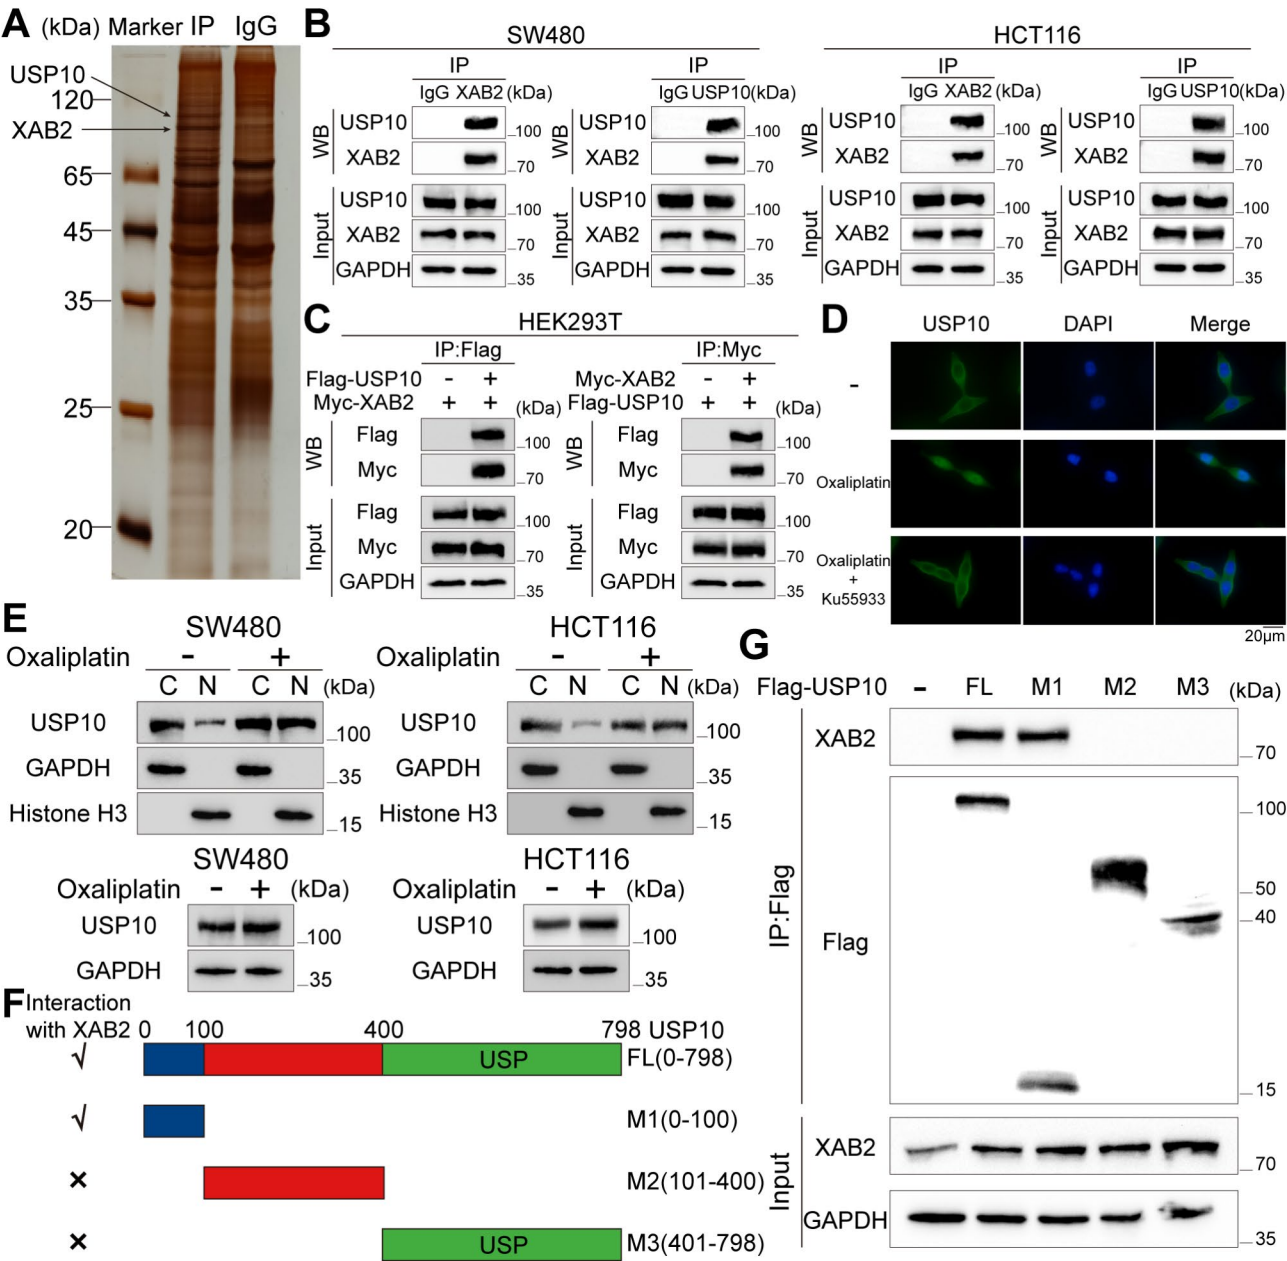 A (kDa) Marker IP IgG
USP10
120
XAB2
65
45
35
25
20
B SW480 HCT116
IP IP IP IP
IgG XAB2 (kDa) IgG USP10 (kDa) IgG XAB2 (kDa) IgG USP10 (kDa)
WB USP10 100 WB USP10 100 WB USP10 100 WB USP10 100
XAB2 70 XAB2 70 XAB2 70 XAB2 70
Input USP10 100 Input USP10 100 Input USP10 100 Input USP10 100
XAB2 70 XAB2 70 XAB2 70 XAB2 70
GAPDH 35 GAPDH 35 GAPDH 35 GAPDH 35
C HEK293T
IP:Flag IP:Myc
Flag-USP10 - + Myc-XAB2 - +
Myc-XAB2 + + (kDa) Flag-USP10 + + (kDa)
WB Flag 100 WB Flag 100
Myc 70 Myc 70
Input Flag 100 Input Flag 100
Myc 70 Myc 70
GAPDH 35 GAPDH 35
D USP10 DAPI Merge
-
Oxaliplatin
Oxaliplatin
+
Ku55933
20μm
E SW480 HCT116
Oxaliplatin - + Oxaliplatin - +
C N C N (kDa) C N C N (kDa)
USP10 100 USP10 100
GAPDH 35 GAPDH 35
Histone H3 15 Histone H3 15
SW480 HCT116
Oxaliplatin - + (kDa) Oxaliplatin - + (kDa)
USP10 100 USP10 100
GAPDH 35 GAPDH 35
F Interaction
with XAB2 0 100 400 798 USP10
√ USP FL(0-798)
√ M1(0-100)
× M2(101-400)
× USP M3(401-798)
G
Flag-USP10 - FL M1 M2 M3 (kDa)
IP:Flag XAB2 70
Flag 100
50
40
15
Input XAB2 70
GAPDH 35